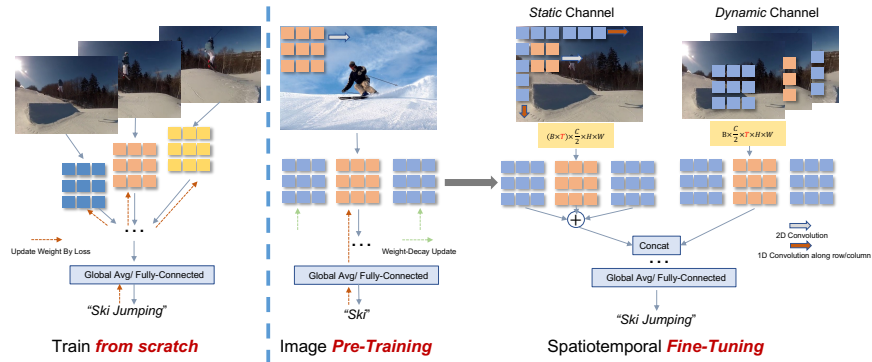 Static Channel
Dynamic Channel
(B×T)× C/2 ×H×W
B× C/2 ×T×H×W
...
Update Weight By Loss
Global Avg/ Fully-Connected
“Ski Jumping”
Train from scratch
...
Weight-Decay Update
Global Avg/ Fully-Connected
“Ski”
Image Pre-Training
+
Concat
...
Global Avg/ Fully-Connected
“Ski Jumping”
2D Convolution
1D Convolution along row/column
Spatiotemporal Fine-Tuning